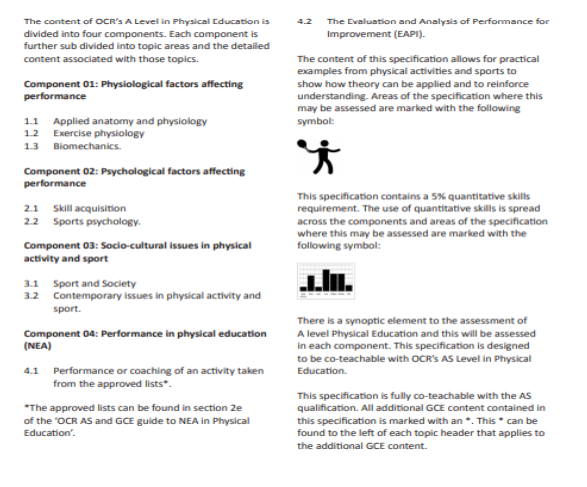 The content of OCR's A Level in Physical Education is
divided into four components. Each component is
further sub divided into topic areas and the detailed
content associated with those topics.
Component 01: Physiological factors affecting
performance
1.1 Applied anatomy and physiology
1.2 Exercise physiology
1.3 Biomechanics.
Component 02: Psychological factors affecting
performance
2.1 Skill acquisition
2.2 Sports psychology.
Component 03: Socio-cultural issues in physical
activity and sport
3.1 Sport and Society
3.2 Contemporary issues in physical activity and
sport.
Component 04: Performance in physical education
(NEA)
4.1 Performance or coaching of an activity taken
from the approved lists*.
*The approved lists can be found in section 2e
of the 'OCR AS and GCE guide to NEA in Physical
Education'.
4.2 The Evaluation and Analysis of Performance for
Improvement (EAPI).
The content of this specification allows for practical
examples from physical activities and sports to
show how theory can be applied and to reinforce
understanding. Areas of the specification where this
may be assessed are marked with the following
symbol:
This specification contains a 5% quantitative skills
requirement. The use of quantitative skills is spread
across the components and areas of the specification
where this may be assessed are marked with the
following symbol:
There is a synoptic element to the assessment of
A level Physical Education and this will be assessed
in each component. This specification is designed
to be co-teachable with OCR's AS Level in Physical
Education.
This specification is fully co-teachable with the AS
qualification. All additional GCE content contained in
this specification is marked with an *. This * can be
found to the left of each topic header that applies to
the additional GCE content.